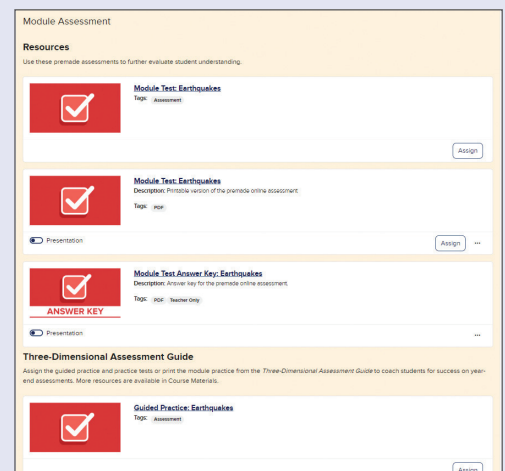 Module Assessment
Resources
Use these premade assessments to further evaluate student understanding.
Module Test: Earthquakes
Tags: Assessment
Assign
Module Test: Earthquakes
Description: Printable version of the premade online assessment.
Tags: PDF
Presentation
Assign ...
Module Test Answer Key: Earthquakes
Description: Answer key for the premade online assessment.
Tags: PDF Teacher Only
ANSWER KEY
Presentation
...
Three-Dimensional Assessment Guide
Assign the guided practice and practice tests or print the module practice from the Three-Dimensional Assessment Guide to coach students for success on year-
end assessments. More resources are available in Course Materials.
Guided Practice: Earthquakes
Tags: Assessment
Assign